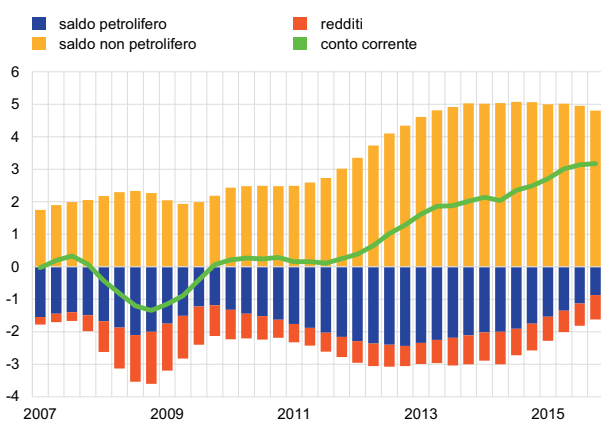 saldo petrolifero
redditi
saldo non petrolifero
conto corrente
6
5
4
3
2
1
0
-1
-2
-3
-4
2007 2009 2011 2013 2015